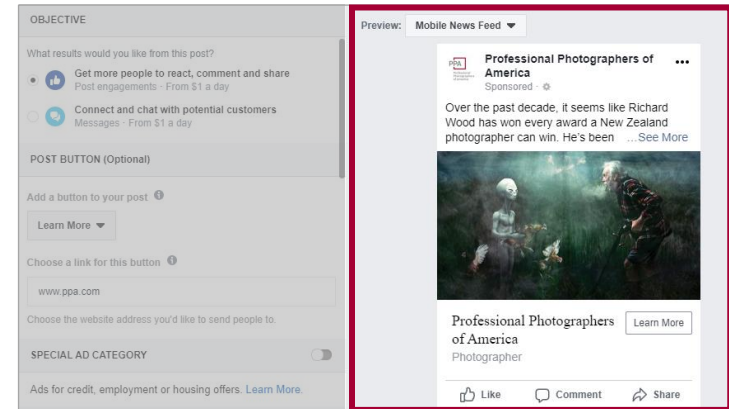 OBJECTIVE
What results would you like from this post?
Get more people to react, comment and share
Post engagements · From $1 a day
Connect and chat with potential customers
Messages · From $1 a day
POST BUTTON (Optional)
Add a button to your post
Learn More
Choose a link for this button
www.ppa.com
Choose the website address you'd like to send people to.
SPECIAL AD CATEGORY
Ads for credit, employment or housing offers. Learn More.
Preview: Mobile News Feed
PPA
Professional Photographers of
America
Sponsored ·
Over the past decade, it seems like Richard
Wood has won every award a New Zealand
photographer can win. He's been ...See More
Professional Photographers
of America
Learn More
Photographer
Like Comment Share